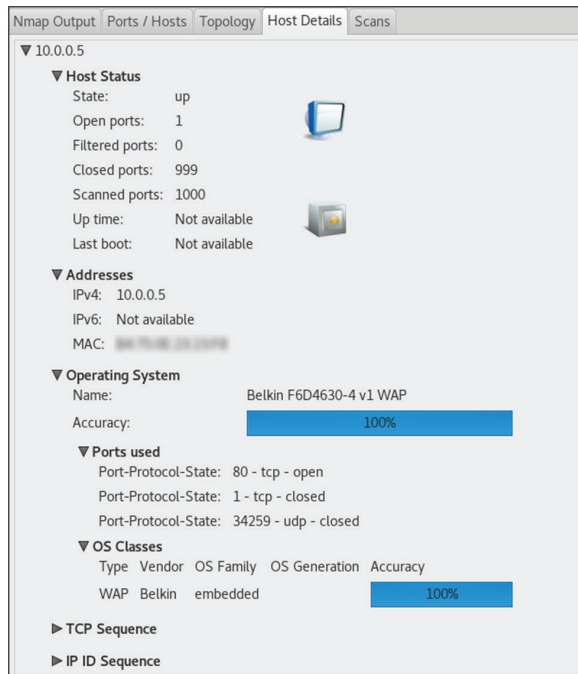 Nmap Output Ports / Hosts Topology Host Details Scans
10.0.0.5
Host Status
State: up
Open ports: 1
Filtered ports: 0
Closed ports: 999
Scanned ports: 1000
Up time: Not available
Last boot: Not available
Addresses
IPv4: 10.0.0.5
IPv6: Not available
MAC:
Operating System
Name: Belkin F6D4630-4 v1 WAP
Accuracy: 100%
Ports used
Port-Protocol-State: 80 - tcp - open
Port-Protocol-State: 1 - tcp - closed
Port-Protocol-State: 34259 - udp - closed
OS Classes
Type Vendor OS Family OS Generation Accuracy
WAP Belkin embedded 100%
TCP Sequence
IP ID Sequence